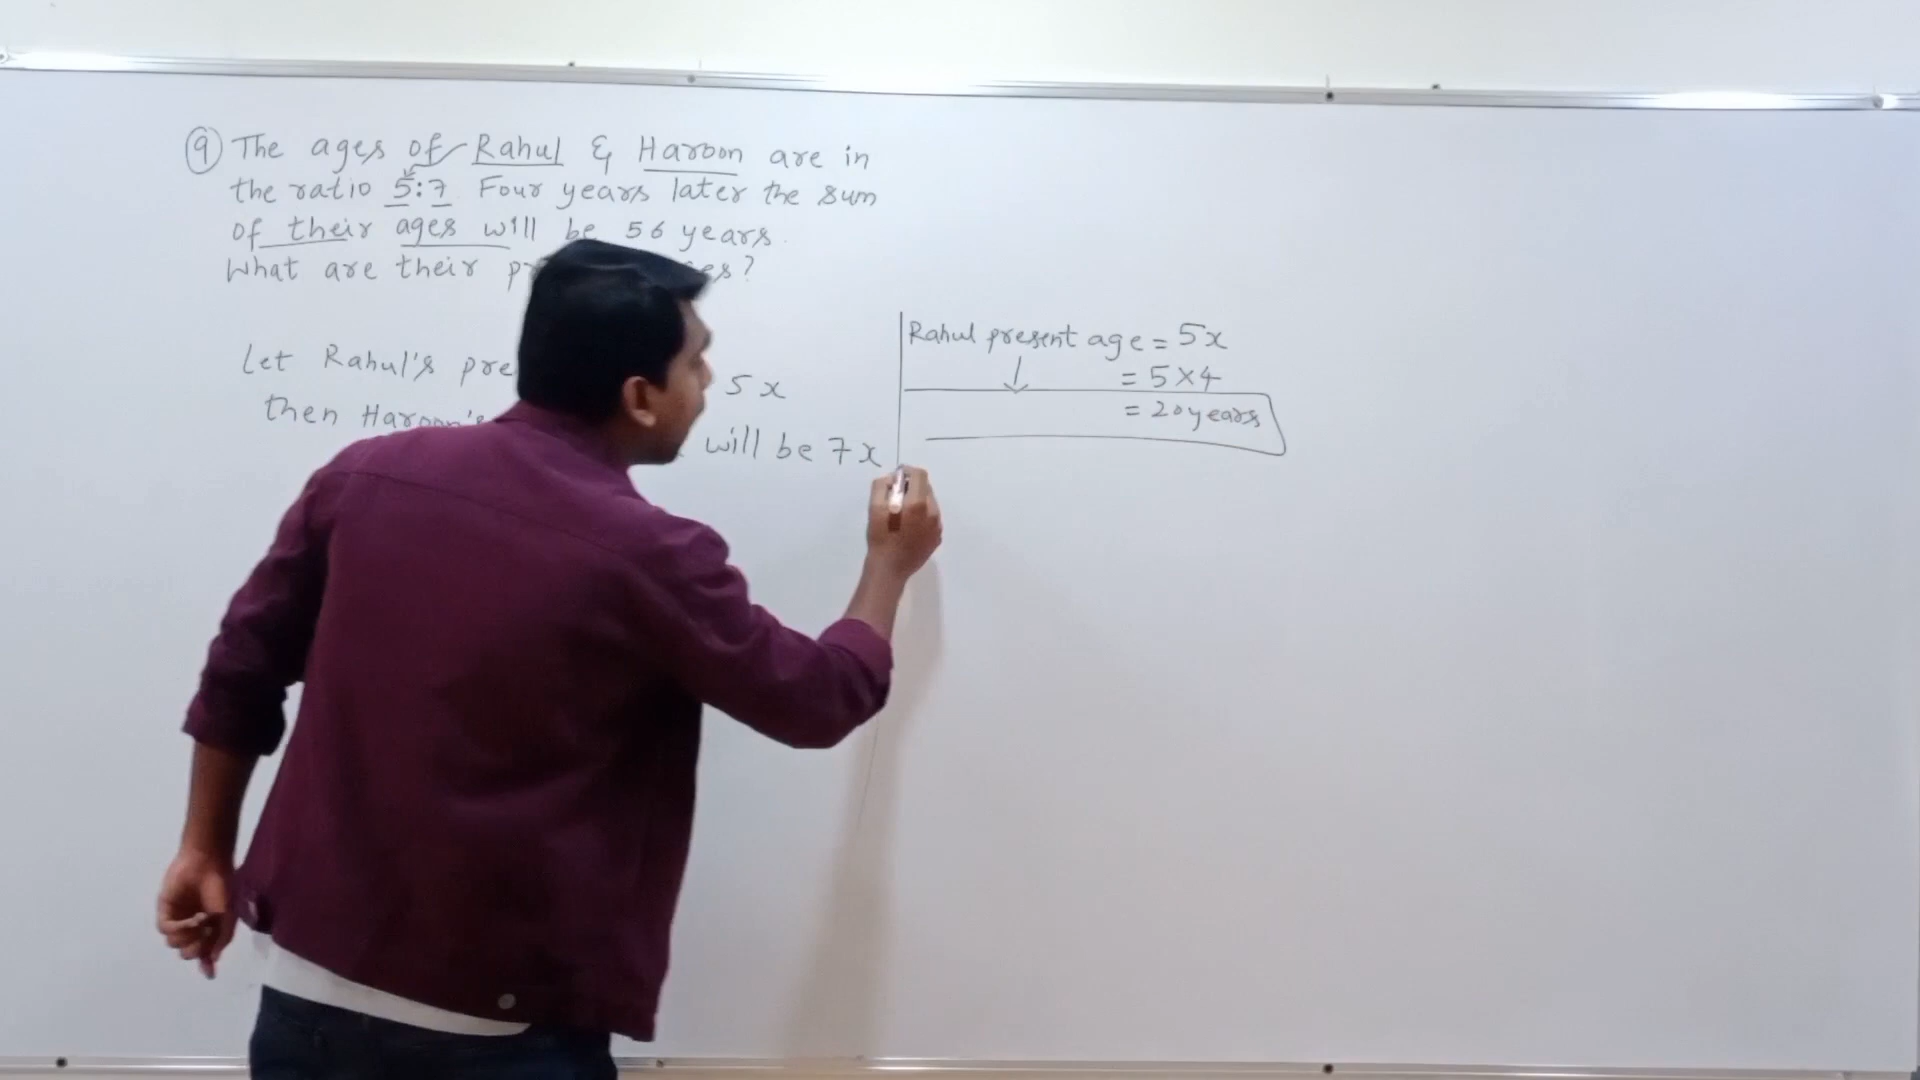 9 The ages of Rahul & Haroon are in
the ratio 5:7 Four years later the sum
of their ages will be 56 years.
What are their
Let Rahul's 5x
then Haroon's will be 7x
Rahul present age = 5x
= 5×4
= 20 years